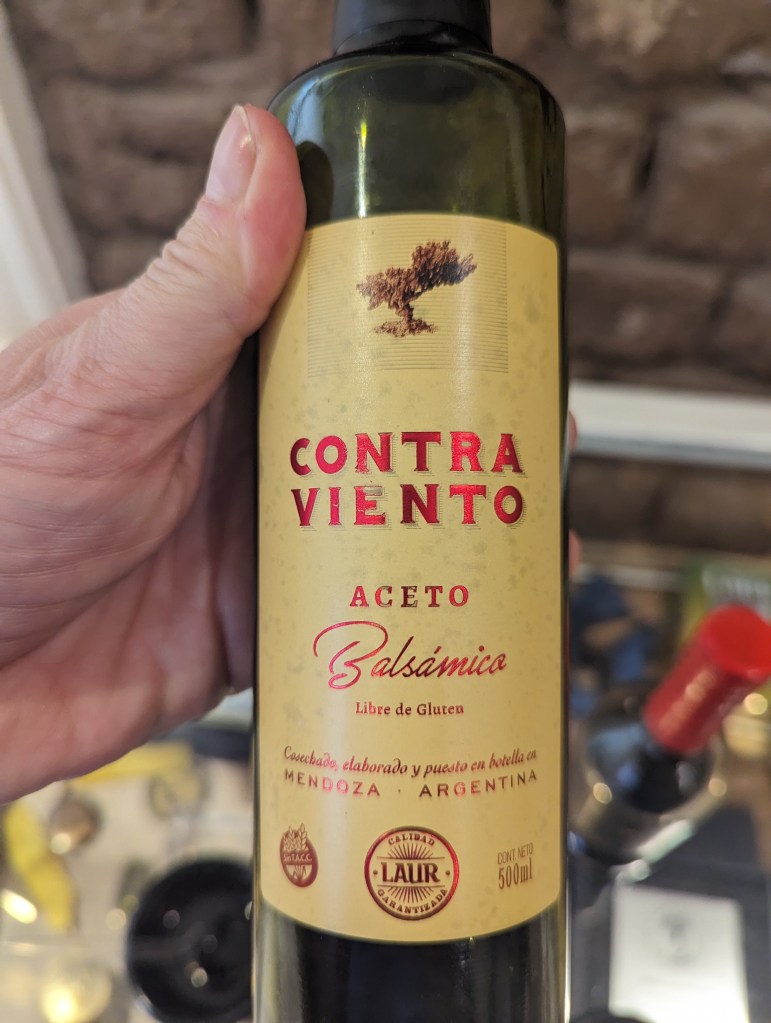 CONTRA
VIENTO
ACETO
Balsámico
Libre de Gluten
Cosechado, elaborado y puesto en botella en
MENDOZA · ARGENTINA
Sin T.A.C.C.
CALIDAD
LAUR
GARANTIZADA
CONT. NETO
500ml